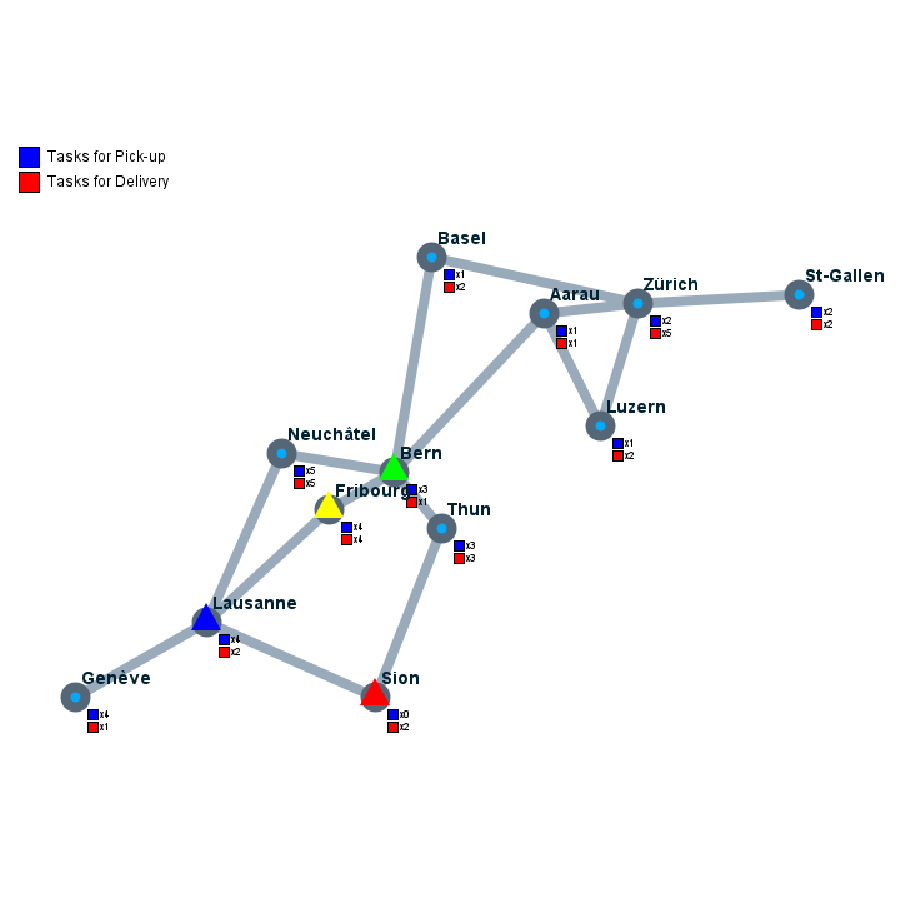 Tasks for Pick-up
Tasks for Delivery
Basel
x1
x2
St-Gallen
x2
x2
Zürich
x2
x5
Aarau
x1
x1
Luzern
x1
x2
Neuchâtel
x5
x5
Bern
x3
x1
Fribourg
x4
x4
Thun
x3
x3
Lausanne
x2
Genève
x4
x1
Sion
x0
x2